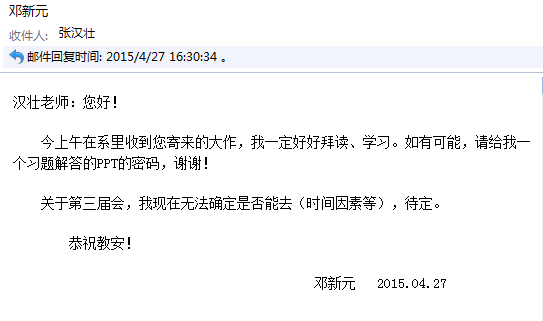 邓新元
收件人: 张汉壮
邮件回复时间: 2015/4/27 16:30:34 。
汉壮老师：您好！
今上午在系里收到您寄来的大作，我一定好好拜读、学习。如有可能，请给我一
个习题解答的PPT的密码，谢谢！
关于第三届会，我现在无法确定是否能去（时间因素等），待定。
恭祝教安！
邓新元 2015.04.27